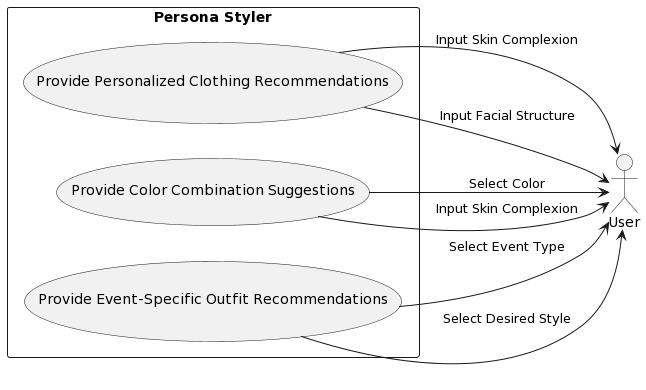 Persona Styler
Input Skin Complexion
Provide Personalized Clothing Recommendations
Input Facial Structure
Provide Color Combination Suggestions
Select Color
Input Skin Complexion
User
Select Event Type
Provide Event-Specific Outfit Recommendations
Select Desired Style